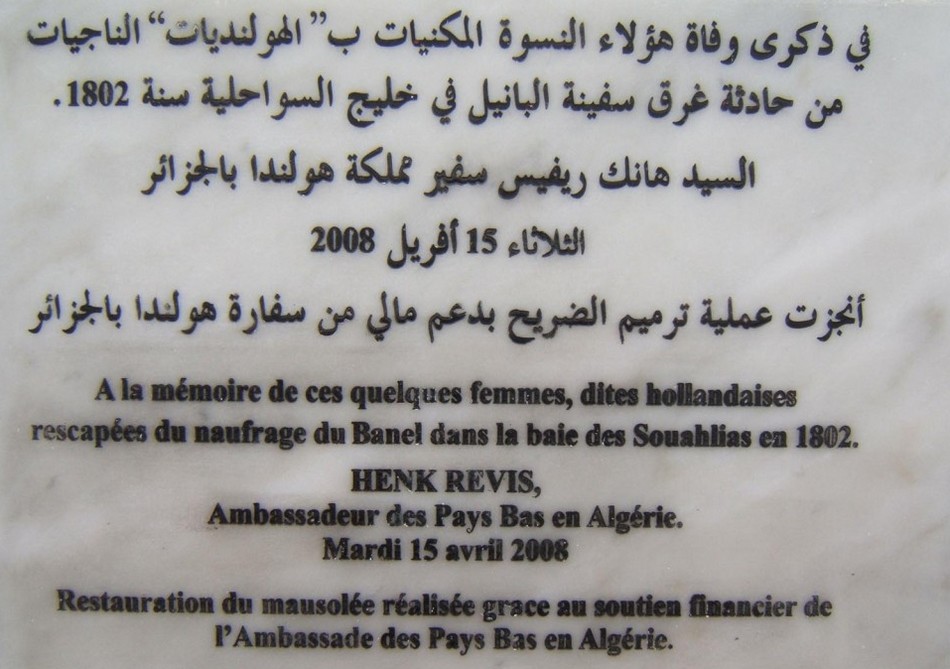 في ذكرى وفاة هؤلاء النسوة المكنيات ب" الهولنديات" الناجيات
من حادثة غرق سفينة البانيل في خليج السواحلية سنة 1802.
السيد هانك ريفيس سفير مملكة هولندا بالجزائر
الثلاثاء 15 أفريل 2008
أنجزت عملية ترميم الضريح بدعم مالي من سفارة هولندا بالجزائر
A la mémoire de ces quelques femmes, dites hollandaises
rescapées du naufrage du Banel dans la baie des Souahlias en 1802.
HENK REVIS,
Ambassadeur des Pays Bas en Algérie.
Mardi 15 avril 2008
Restauration du mausolée réalisée grace au soutien financier de
l'Ambassade des Pays Bas en Algérie.